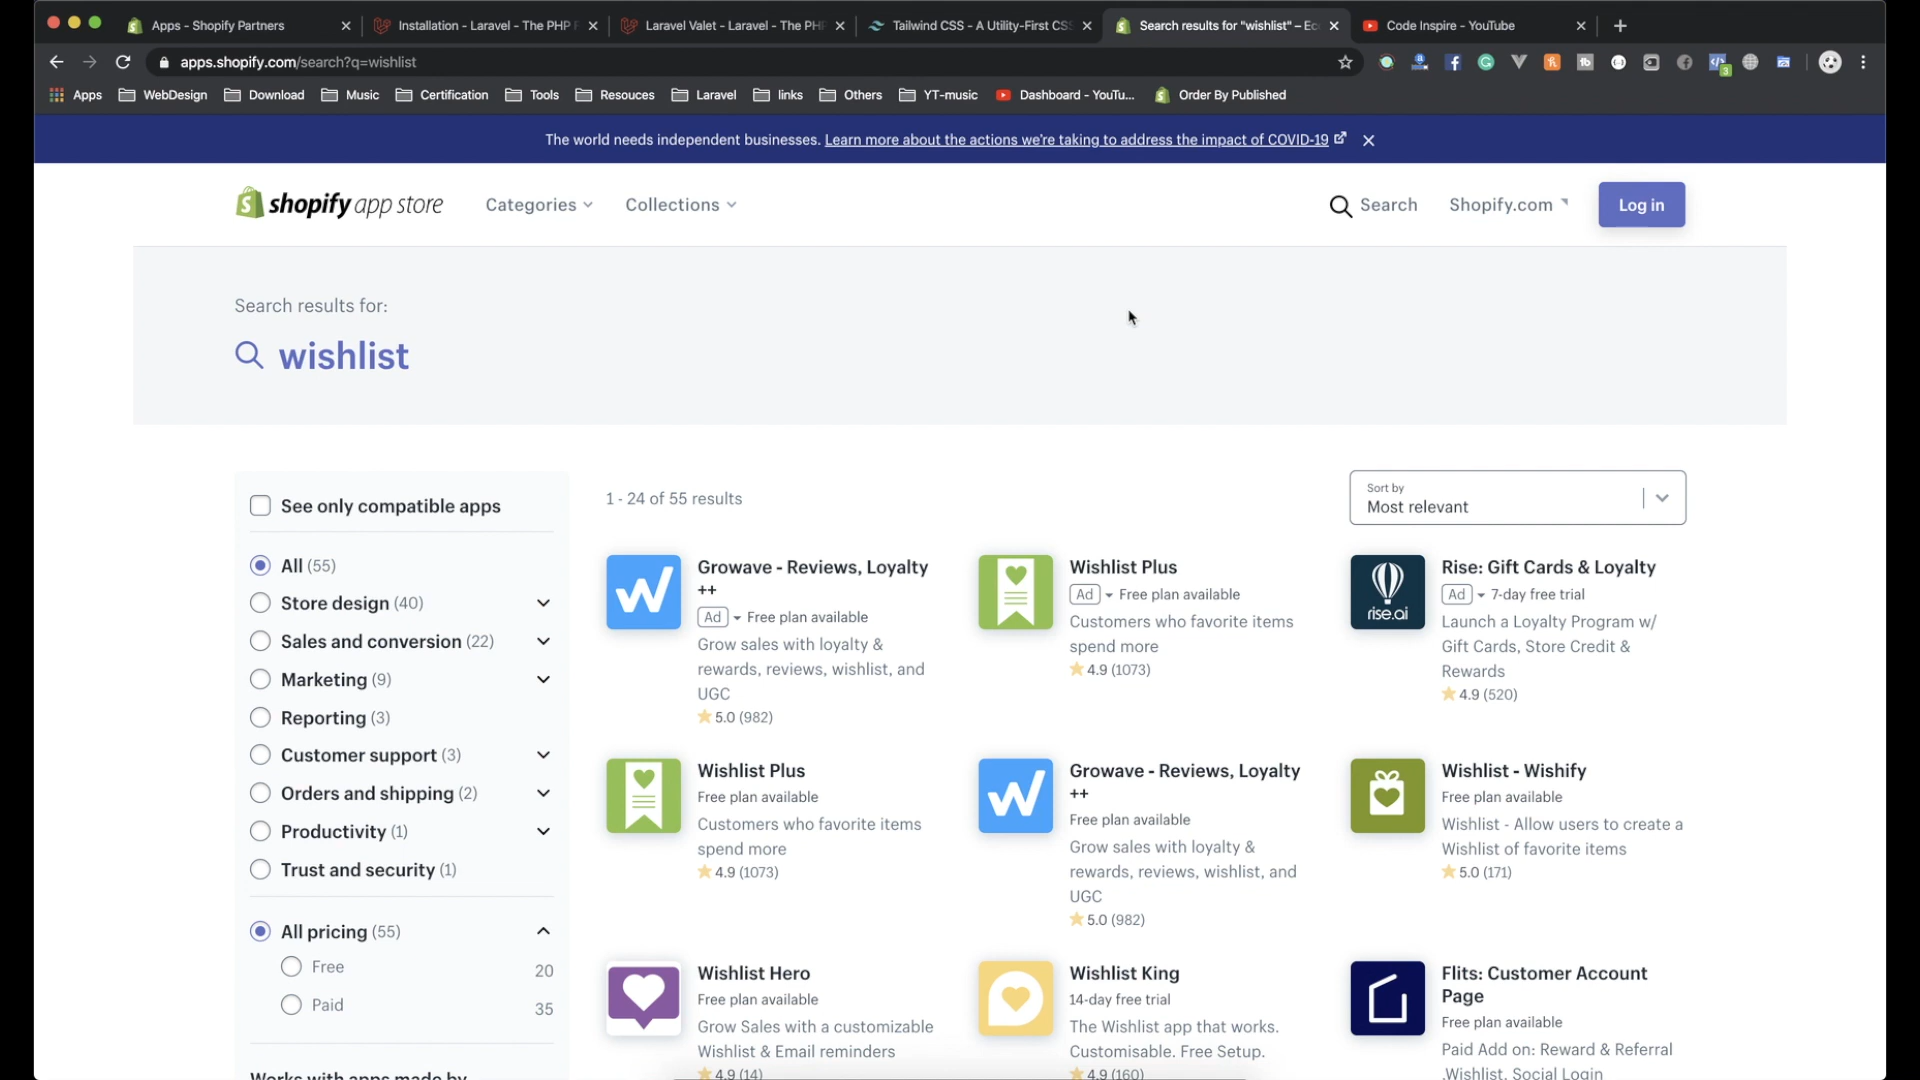 Apps - Shopify Partners
Installation - Laravel - The PHP F
Laravel Valet - Laravel - The PHP
Tailwind CSS - A Utility-First CSS
Search results for "wishlist" – Ec
Code Inspire - YouTube
apps.shopify.com/search?q=wishlist
Apps
WebDesign
Download
Music
Certification
Tools
Resouces
Laravel
links
Others
YT-music
Dashboard - YouTu...
Order By Published
The world needs independent businesses. Learn more about the actions we're taking to address the impact of COVID-19
shopify app store
Categories
Collections
Search
Shopify.com
Log in
Search results for:
wishlist
See only compatible apps
All (55)
Store design (40)
Sales and conversion (22)
Marketing (9)
Reporting (3)
Customer support (3)
Orders and shipping (2)
Productivity (1)
Trust and security (1)
All pricing (55)
Free 20
Paid 35
Works with apps made by
1 - 24 of 55 results
Sort by
Most relevant
Growave - Reviews, Loyalty
++
Ad Free plan available
Grow sales with loyalty &
rewards, reviews, wishlist, and
UGC
5.0 (982)
Wishlist Plus
Ad Free plan available
Customers who favorite items
spend more
4.9 (1073)
rise.ai
Rise: Gift Cards & Loyalty
Ad 7-day free trial
Launch a Loyalty Program w/
Gift Cards, Store Credit &
Rewards
4.9 (520)
Wishlist Plus
Free plan available
Customers who favorite items
spend more
4.9 (1073)
Growave - Reviews, Loyalty
++
Free plan available
Grow sales with loyalty &
rewards, reviews, wishlist, and
UGC
5.0 (982)
Wishlist - Wishify
Free plan available
Wishlist - Allow users to create a
Wishlist of favorite items
5.0 (171)
Wishlist Hero
Free plan available
Grow Sales with a customizable
Wishlist & Email reminders
4.9 (14)
Wishlist King
14-day free trial
The Wishlist app that works.
Customisable. Free Setup.
4.9 (160)
Flits: Customer Account
Page
Free plan available
Paid Add on: Reward & Referral
,Wishlist, Social Login